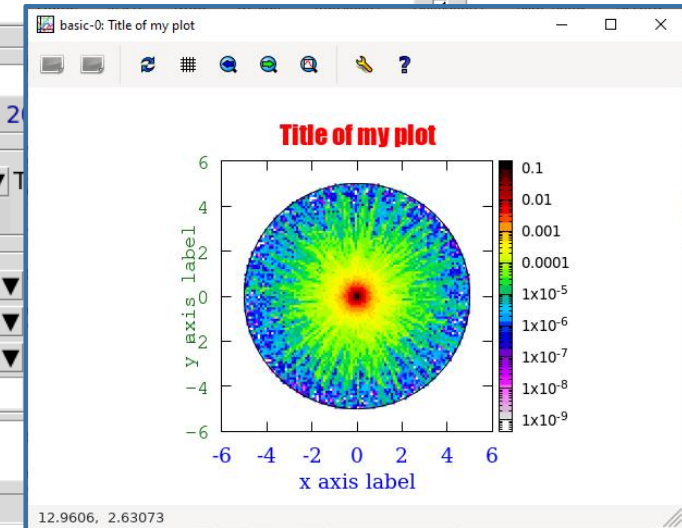 basic-0: Title of my plot
?
Title of my plot
6
4
2
0
−2
−4
−6
y axis label
-6 -4 -2 0 2 4 6
x axis label
0.1
0.01
0.001
0.0001
1x10-5
1x10-6
1x10-7
1x10-8
1x10-9
12.9606, 2.63073